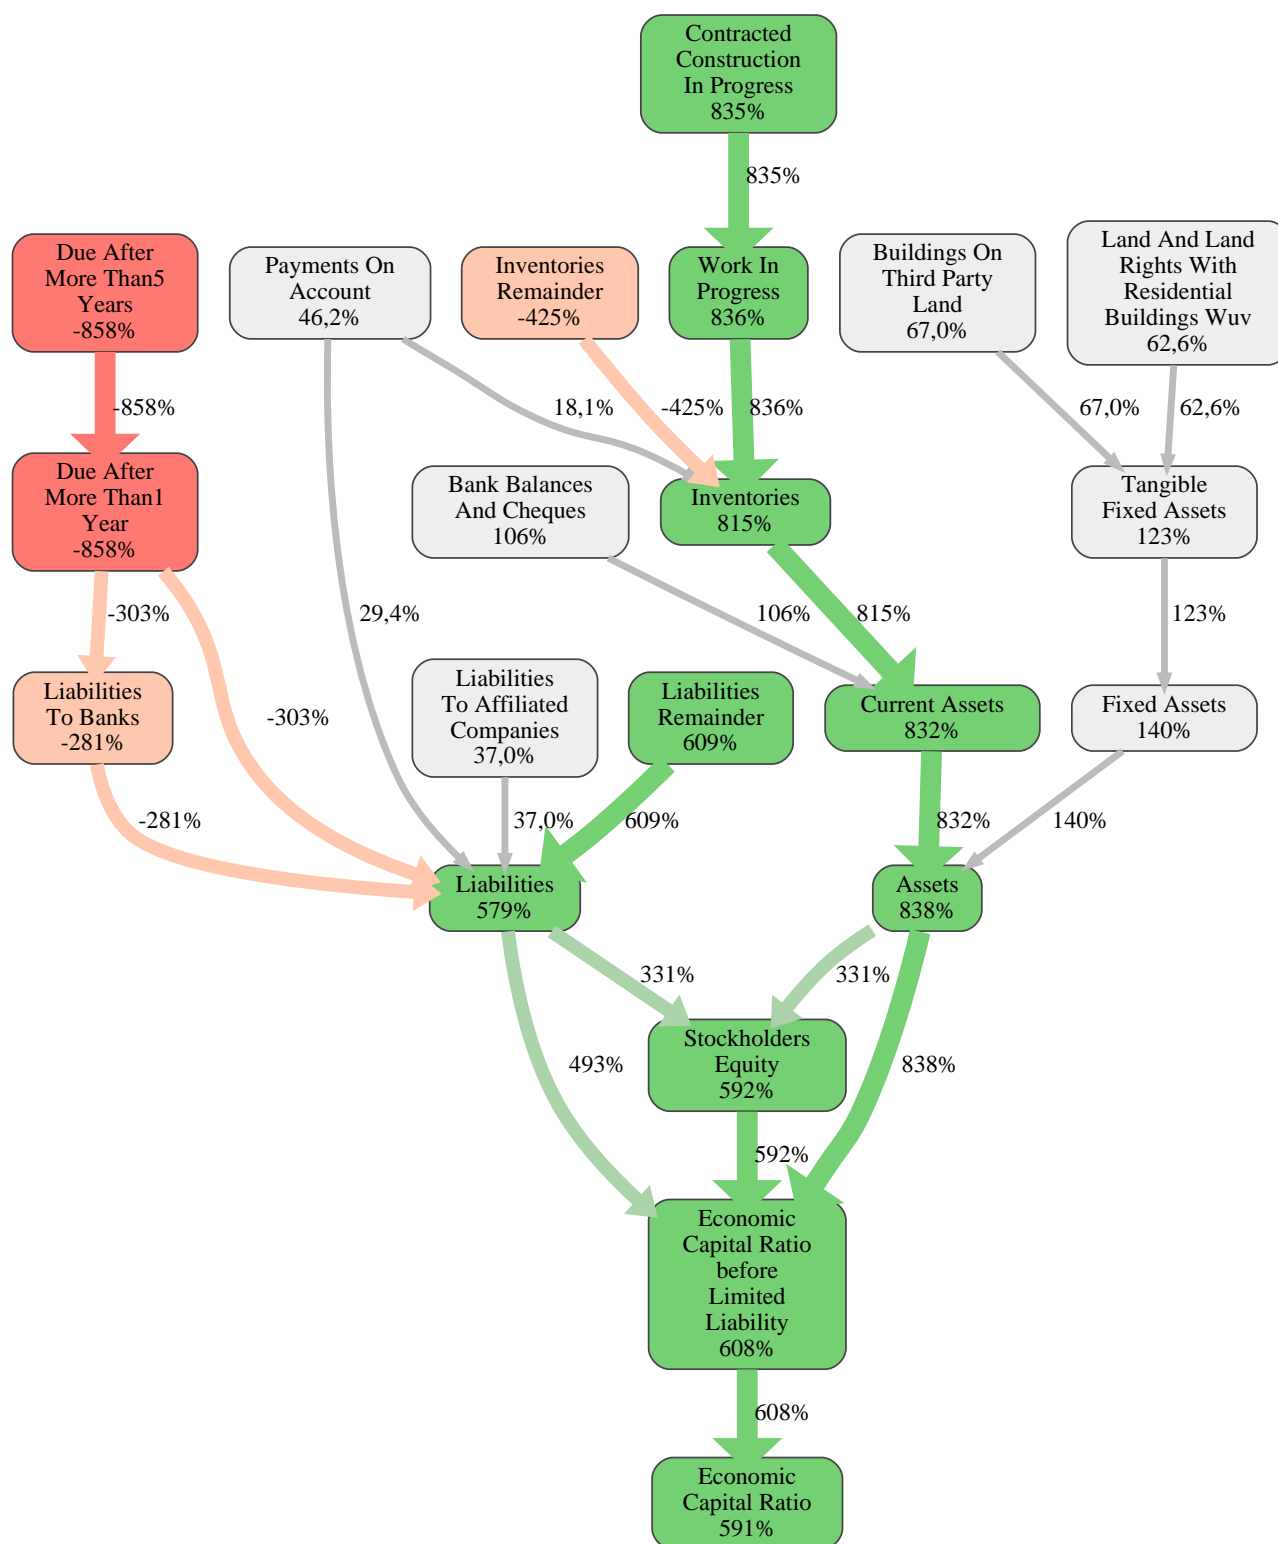 Contracted
Construction
In Progress
835%
835%
Due After
More Than5
Years
-858%
Payments On
Account
46,2%
Inventories
Remainder
-425%
Work In
Progress
836%
Buildings On
Third Party
Land
67,0%
Land And Land
Rights With
Residential
Buildings Wuv
62,6%
-858%
18,1%
-425%
836%
67,0%
62,6%
Due After
More Than1
Year
-858%
Bank Balances
And Cheques
106%
Inventories
815%
Tangible
Fixed Assets
123%
-303%
29,4%
106%
815%
123%
Liabilities
To Banks
-281%
-303%
Liabilities
To Affiliated
Companies
37,0%
Liabilities
Remainder
609%
Current Assets
832%
Fixed Assets
140%
-281%
37,0%
609%
832%
140%
Liabilities
579%
Assets
838%
331%
331%
493%
Stockholders
Equity
592%
838%
592%
Economic
Capital Ratio
before
Limited
Liability
608%
608%
Economic
Capital Ratio
591%